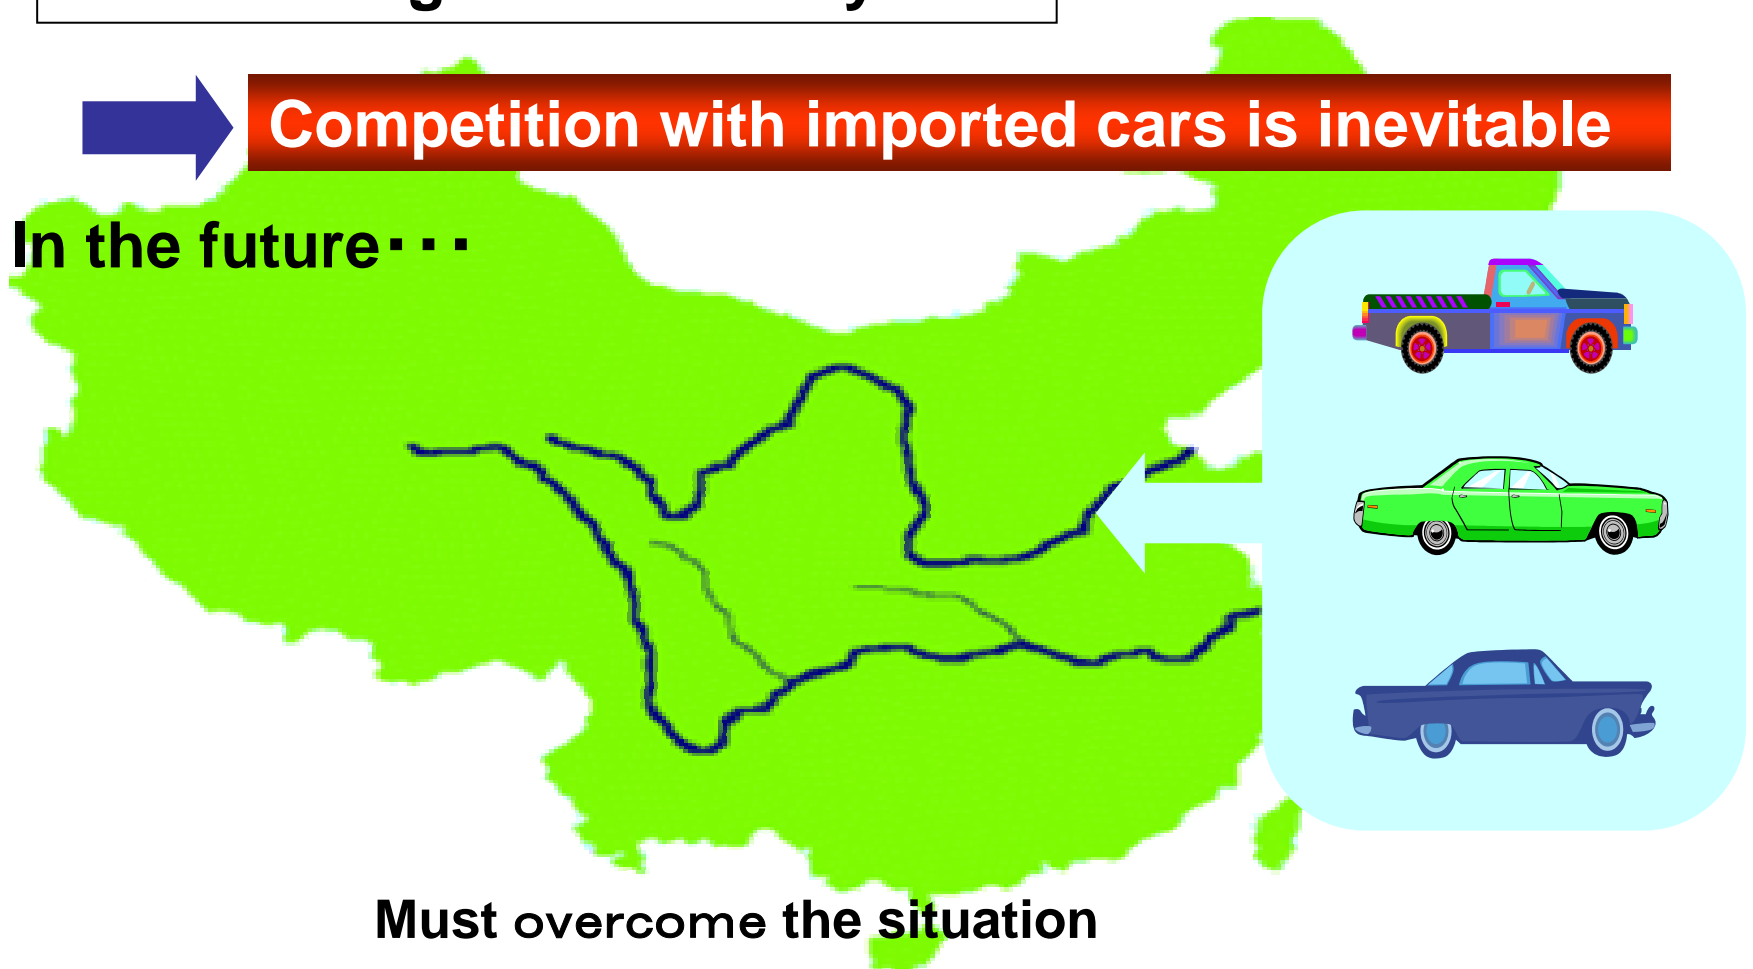 Competition with imported cars is inevitable
In the future･･･
Must overcome the situation